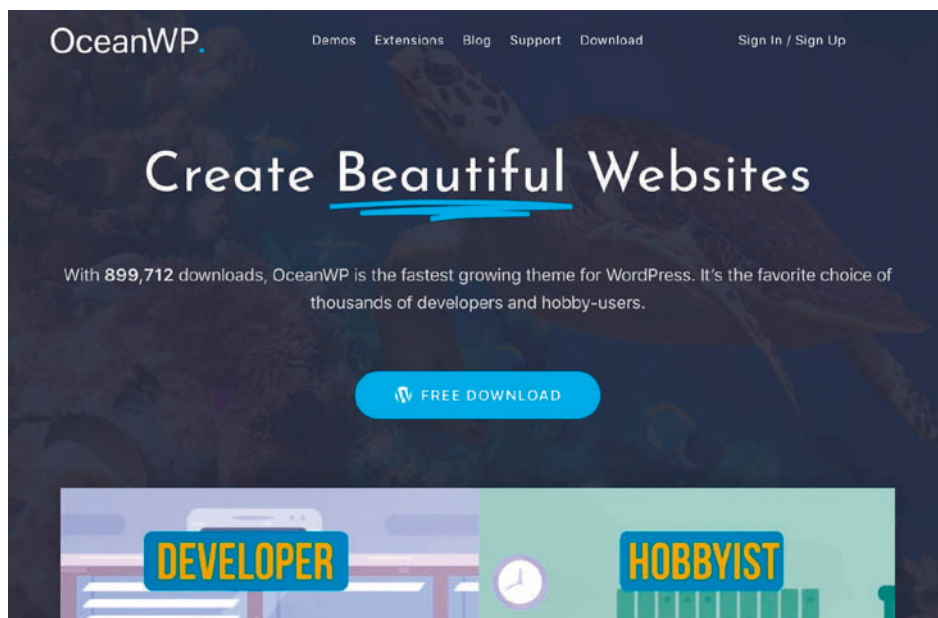 OceanWP.
Demos Extensions Blog Support Download
Sign In / Sign Up
Create Beautiful Websites
With 899,712 downloads, OceanWP is the fastest growing theme for WordPress. It's the favorite choice of
thousands of developers and hobby-users.
FREE DOWNLOAD
DEVELOPER
HOBBYIST